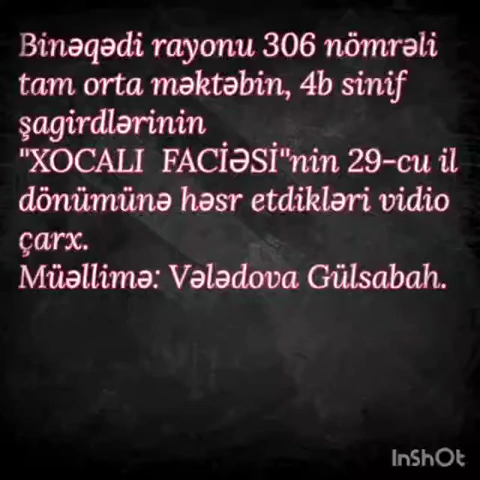 Binəqədi rayonu 306 nömrəli
tam orta məktəbin, 4b sinif
şagirdlərinin
"XOCALI FACİƏSİ"nin 29-cu il
dönümünə həsr etdikləri vidio
çarx.
Müəllimə: Vələdova Gülsabah.
InShOt